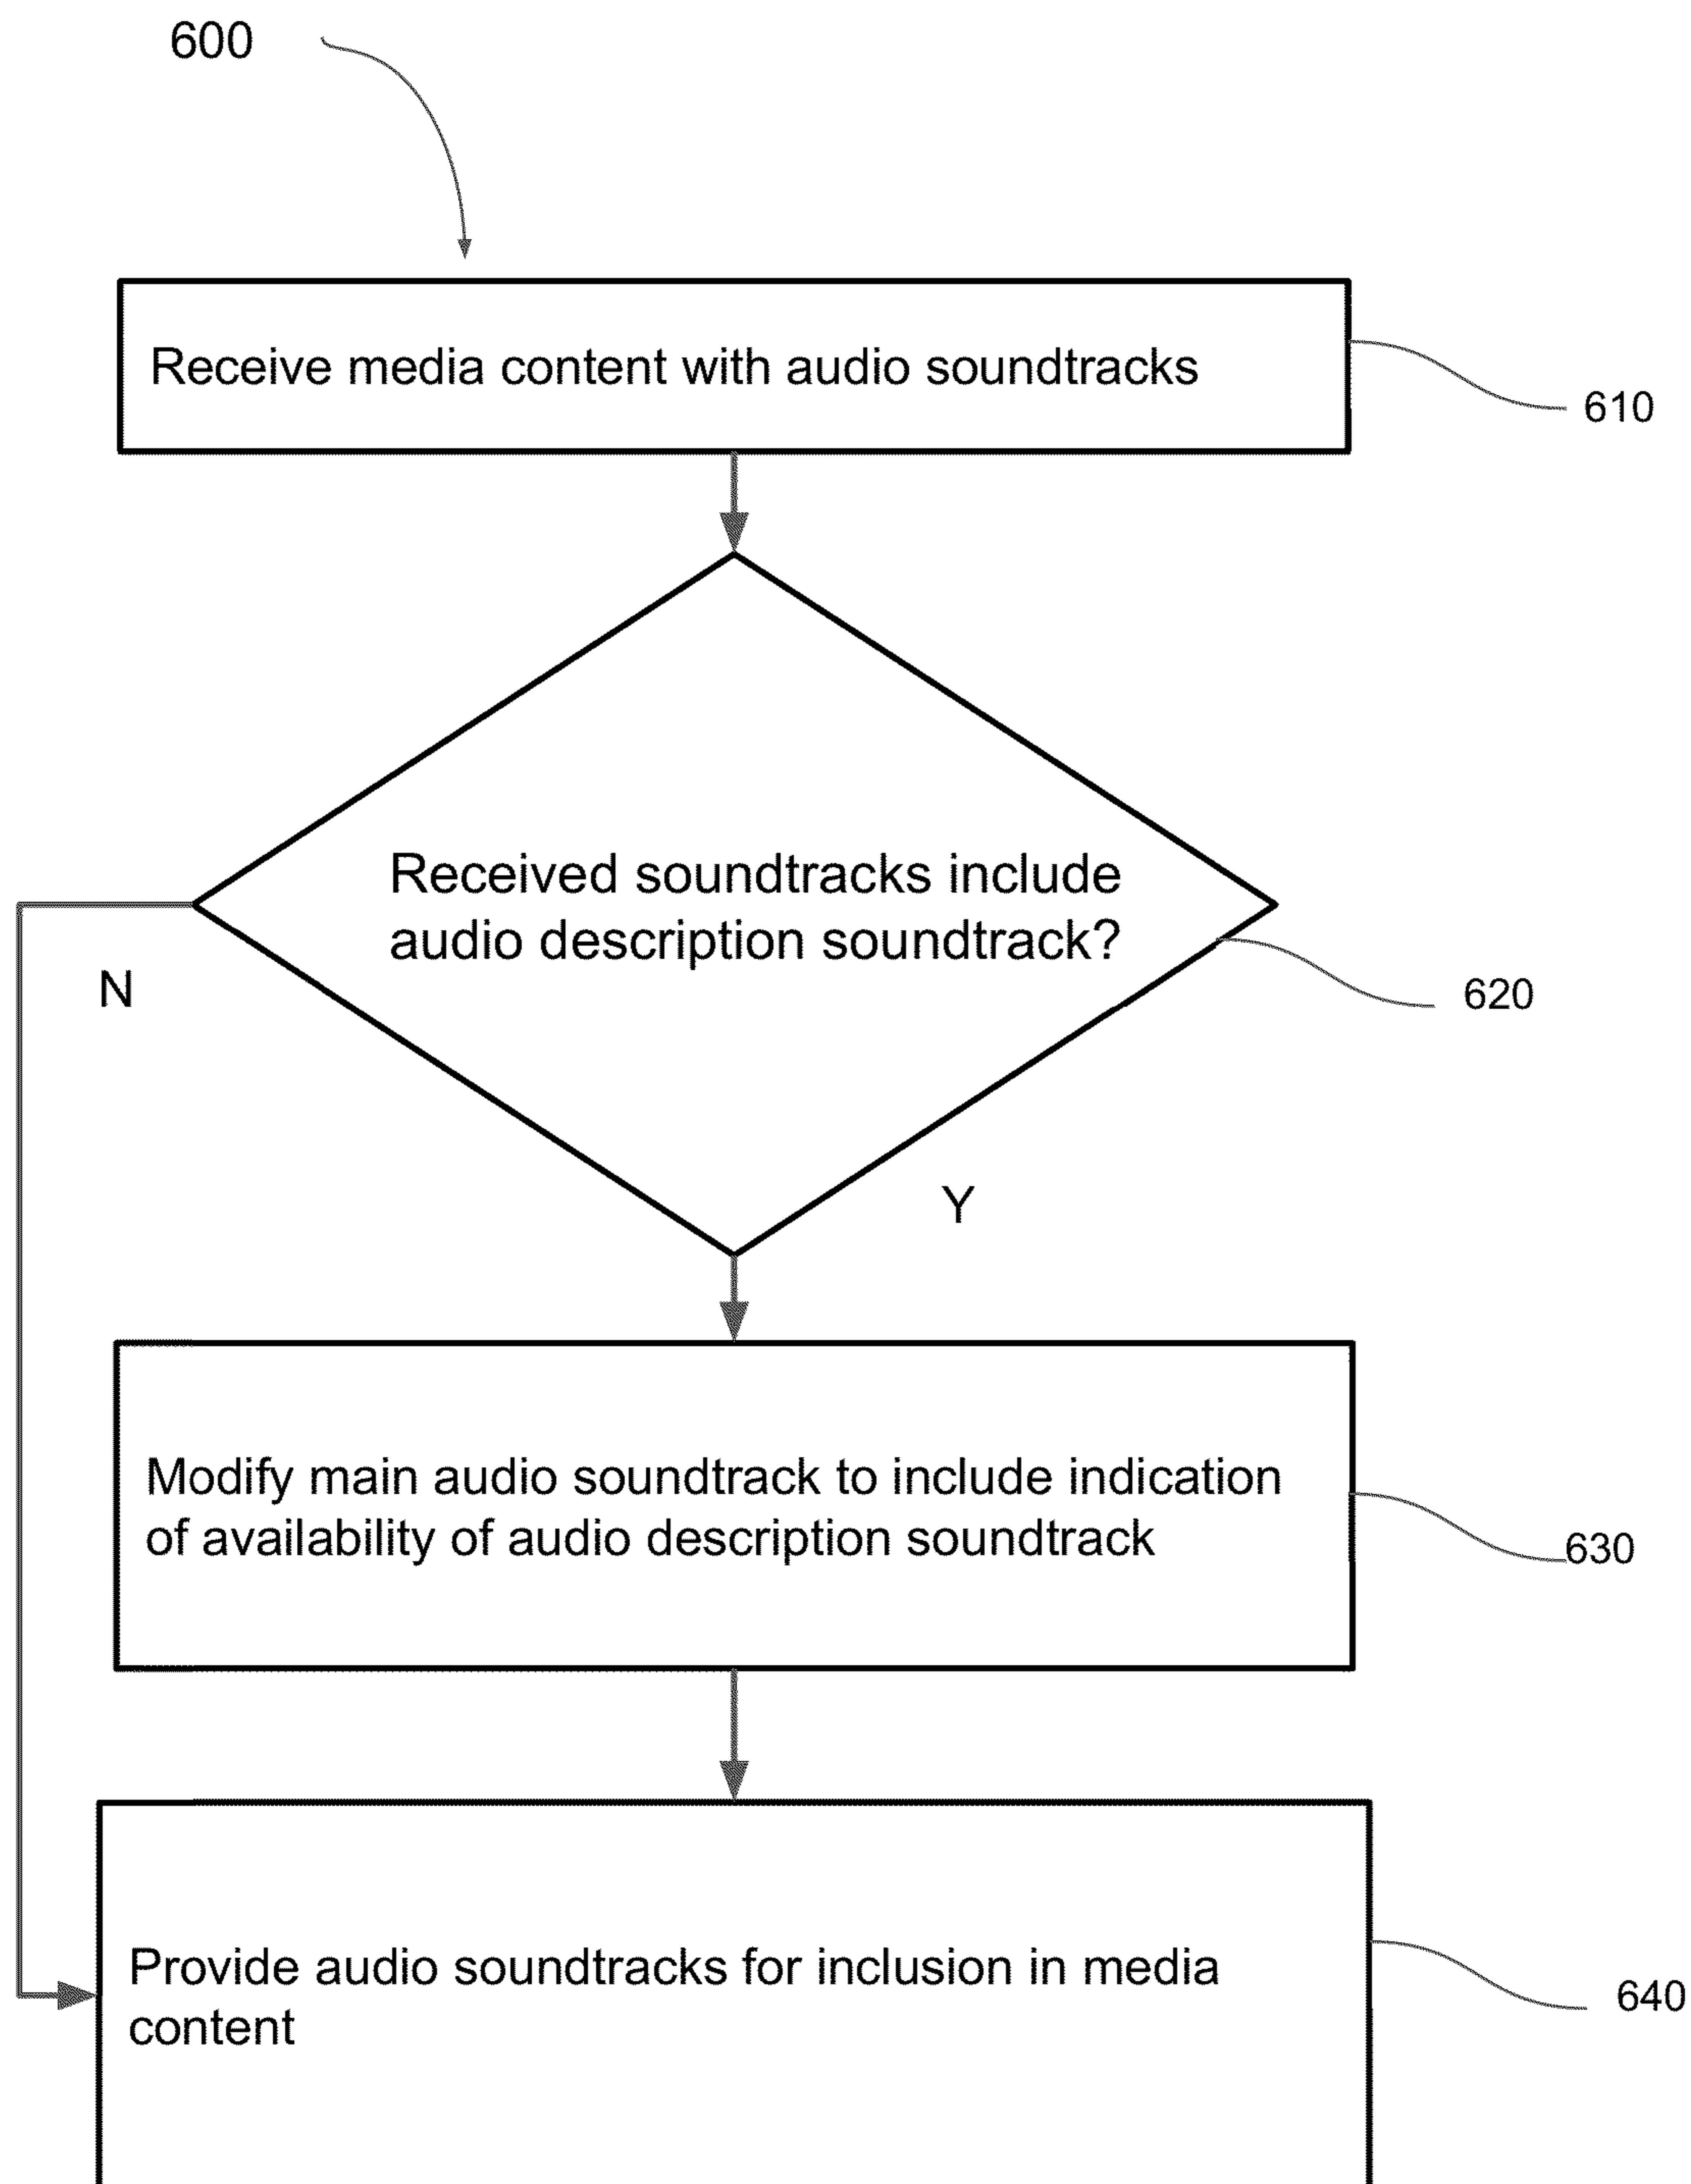 600
Receive media content with audio soundtracks
610
Received soundtracks include
audio description soundtrack?
N
620
Y
Modify main audio soundtrack to include indication
of availability of audio description soundtrack
630
Provide audio soundtracks for inclusion in media
content
640